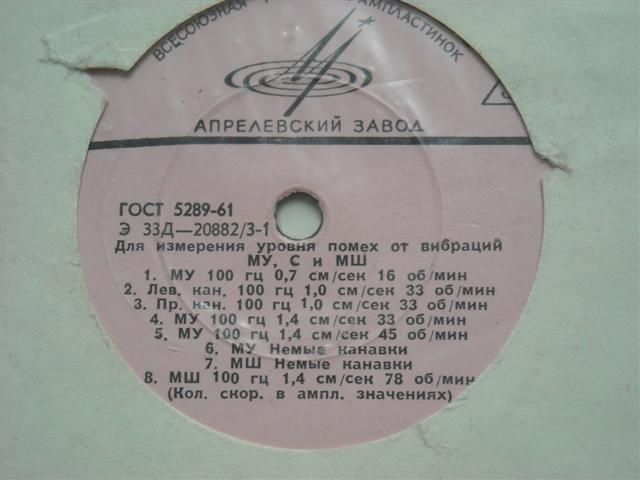 ВСЕСОЮЗНАЯ
АПРЕЛЕВСКИЙ ЗАВОД
ГОСТ 5289-61
Э 33Д—20882/3-1
Для измерения уровня помех от вибраций
МУ, С и МШ
1. МУ 100 гц 0,7 см/сек 16 об/мин
2. Лев. кан. 100 гц 1,0 см/сек 33 об/мин
3. Пр. кан. 100 гц 1,0 см/сек 33 об/мин
4. МУ 100 гц 1,4 см/сек 33 об/мин
5. МУ 100 гц 1,4 см/сек 45 об/мин
6. МУ Немые канавки
7. МШ Немые канавки
8. МШ 100 гц 1,4 см/сек 78 об/мин
(Кол. скор. в ампл. значениях)